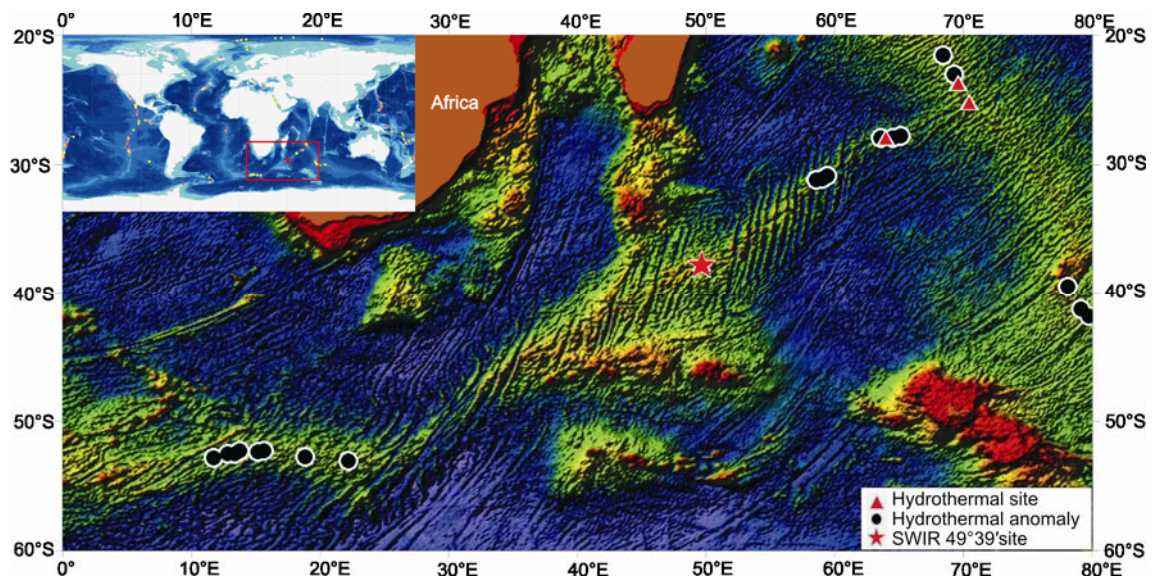 0° 10°E 20°E 30°E 40°E 50°E 60°E 70°E 80°E
20°S 20°S
Africa
30°S 30°S
40°S 40°S
50°S 50°S
Hydrothermal site
Hydrothermal anomaly
SWIR 49°39′site
60°S 60°S
0° 10°E 20°E 30°E 40°E 50°E 60°E 70°E 80°E